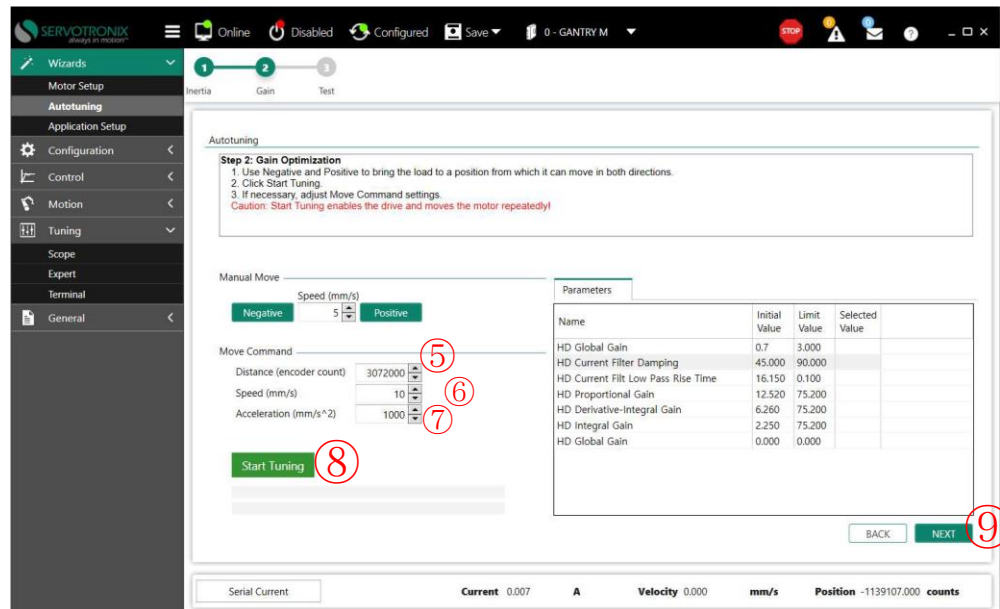 SERVOTRONIX
always in motion™
Online
Disabled
Configured
Save
0 - GANTRY M
STOP
0
0
?
Wizards
Motor Setup
Autotuning
Application Setup
Configuration
Control
Motion
Tuning
Scope
Expert
Terminal
General
1
2
3
Inertia
Gain
Test
Autotuning
Step 2: Gain Optimization
1. Use Negative and Positive to bring the load to a position from which it can move in both directions.
2. Click Start Tuning.
3. If necessary, adjust Move Command settings.
Caution: Start Tuning enables the drive and moves the motor repeatedly!
Manual Move
Speed (mm/s)
Negative 5 Positive
Move Command
Distance (encoder count) 3072000 ⑤
Speed (mm/s) 10 ⑥
Acceleration (mm/s^2) 1000 ⑦
Start Tuning ⑧
Parameters
Name Initial Value Limit Value Selected Value
HD Global Gain 0.7 3.000
HD Current Filter Damping 45.000 90.000
HD Current Filt Low Pass Rise Time 16.150 0.100
HD Proportional Gain 12.520 75.200
HD Derivative-Integral Gain 6.260 75.200
HD Integral Gain 2.250 75.200
HD Global Gain 0.000 0.000
BACK NEXT ⑨
Serial Current Current 0.007 A Velocity 0.000 mm/s Position -1139107.000 counts